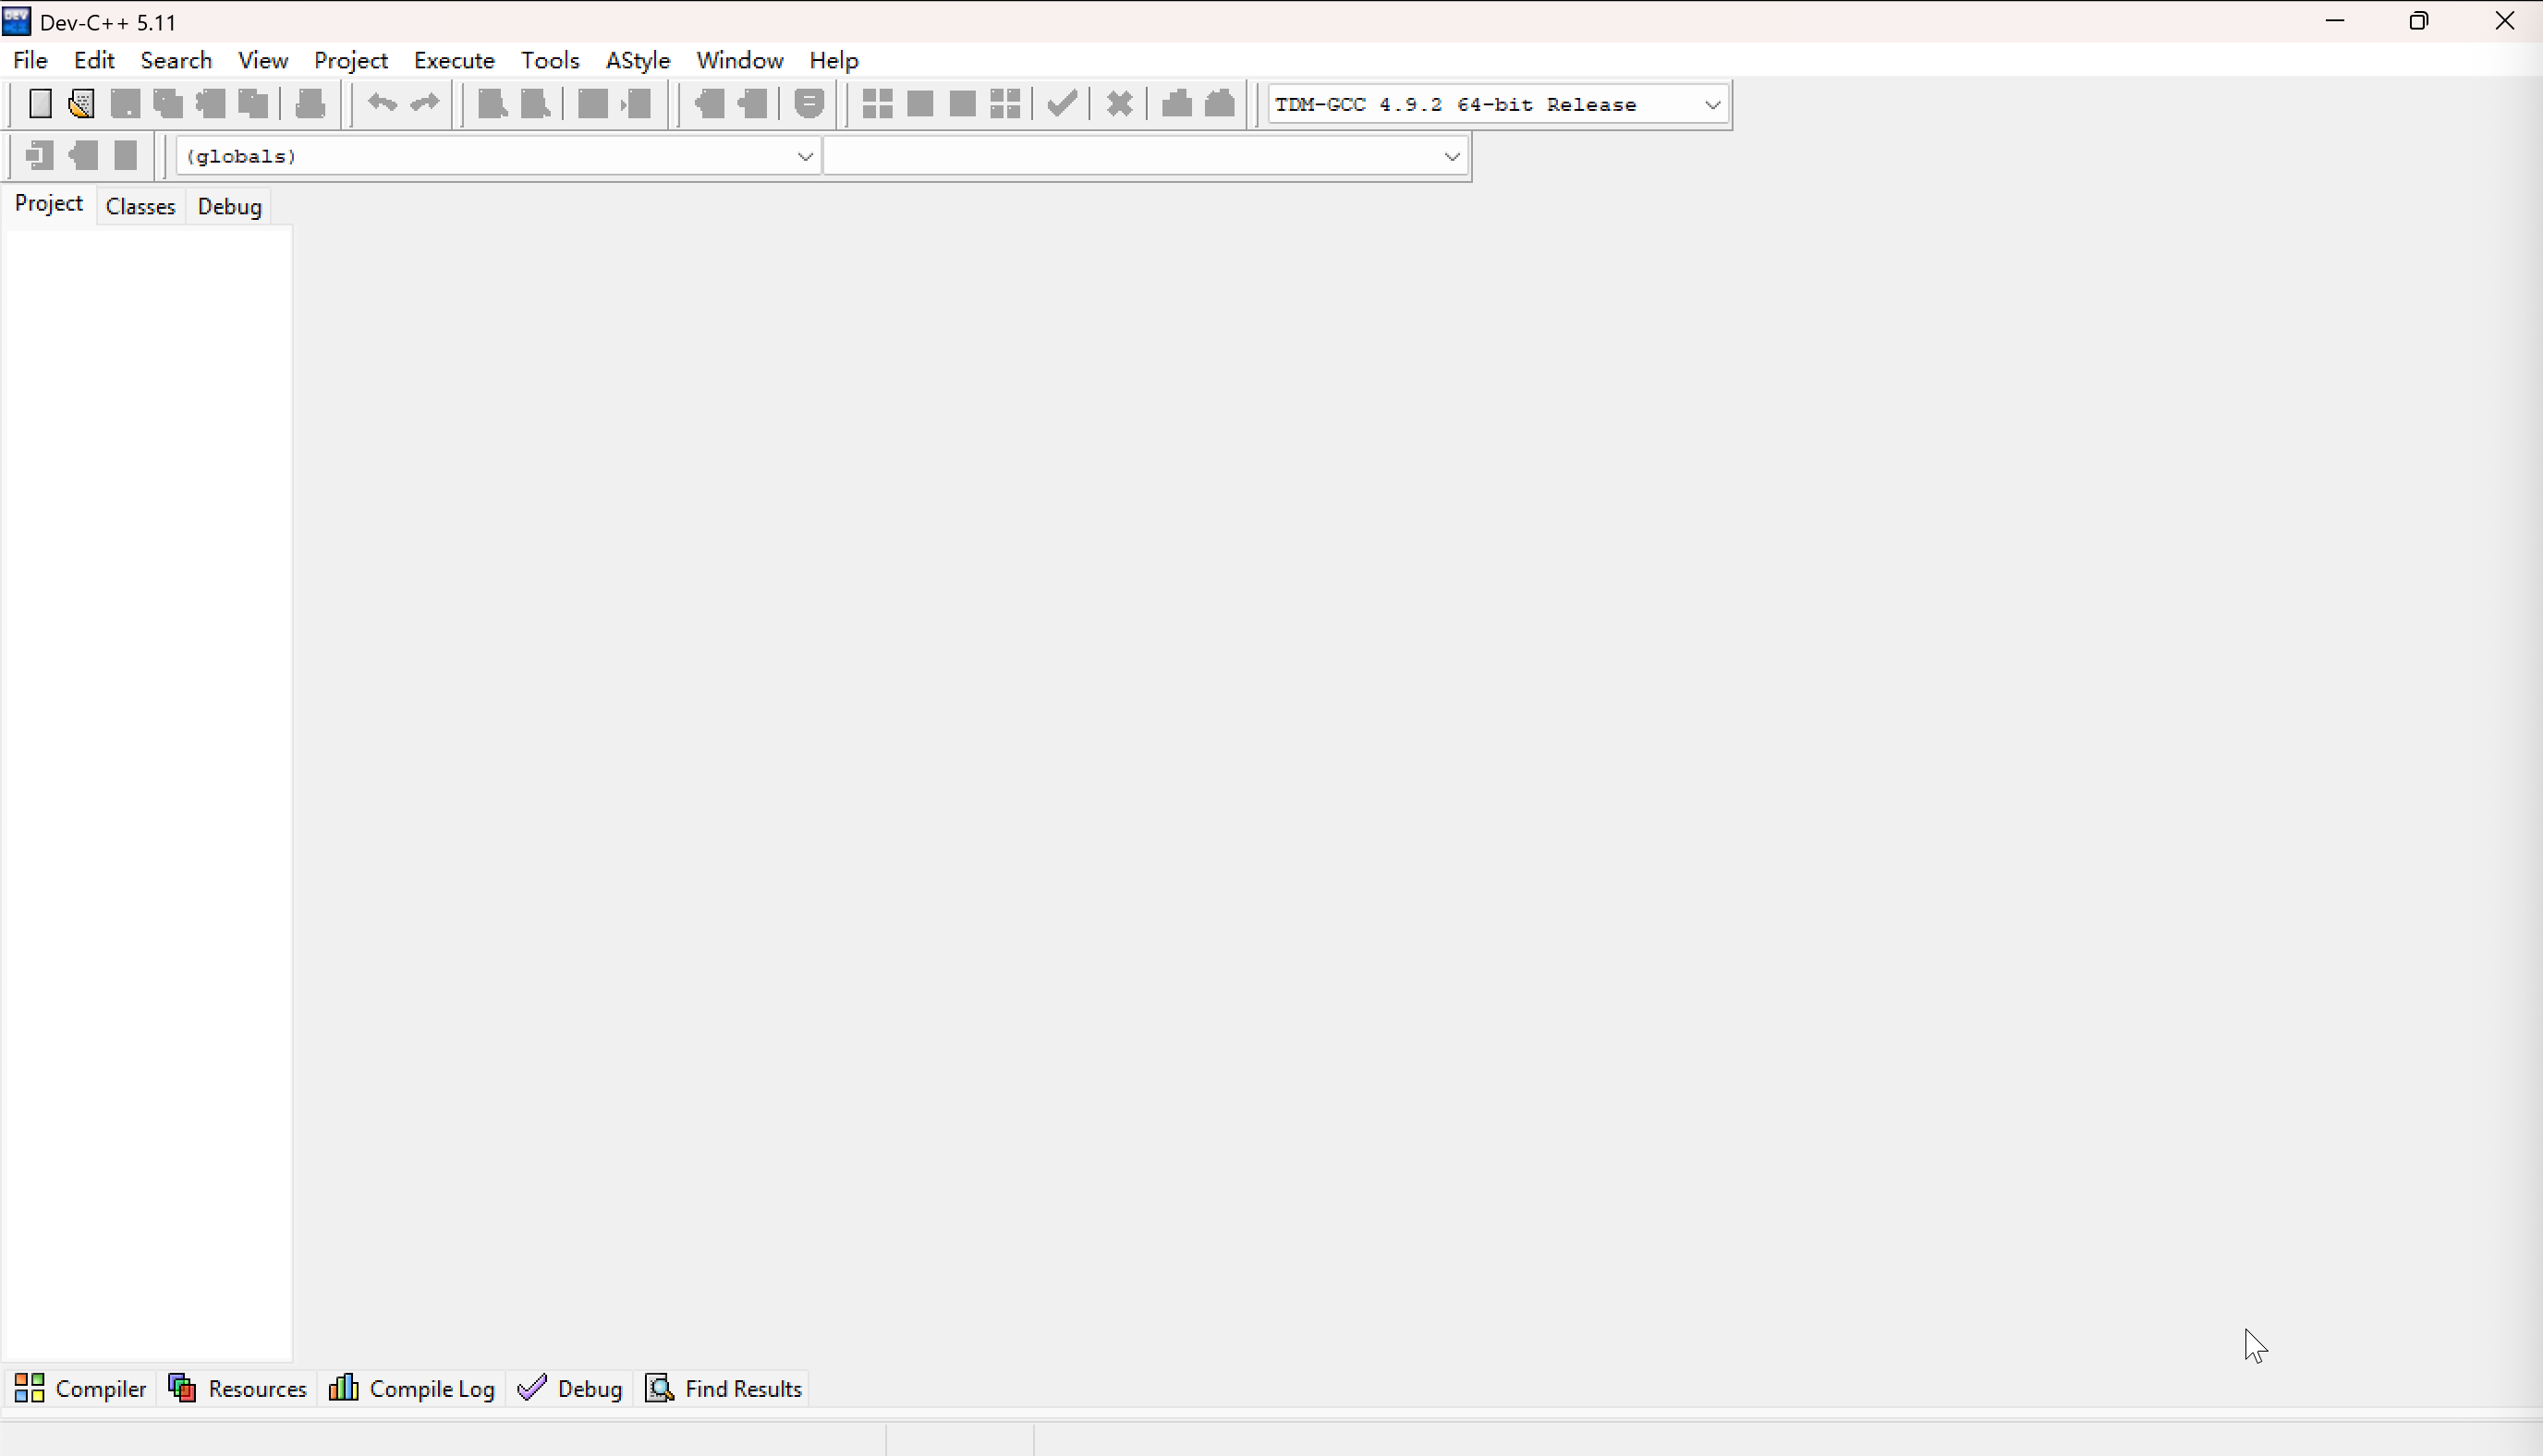 Dev-C++ 5.11
File Edit Search View Project Execute Tools AStyle Window Help
TDM-GCC 4.9.2 64-bit Release
(globals)
Project Classes Debug
Compiler Resources Compile Log Debug Find Results